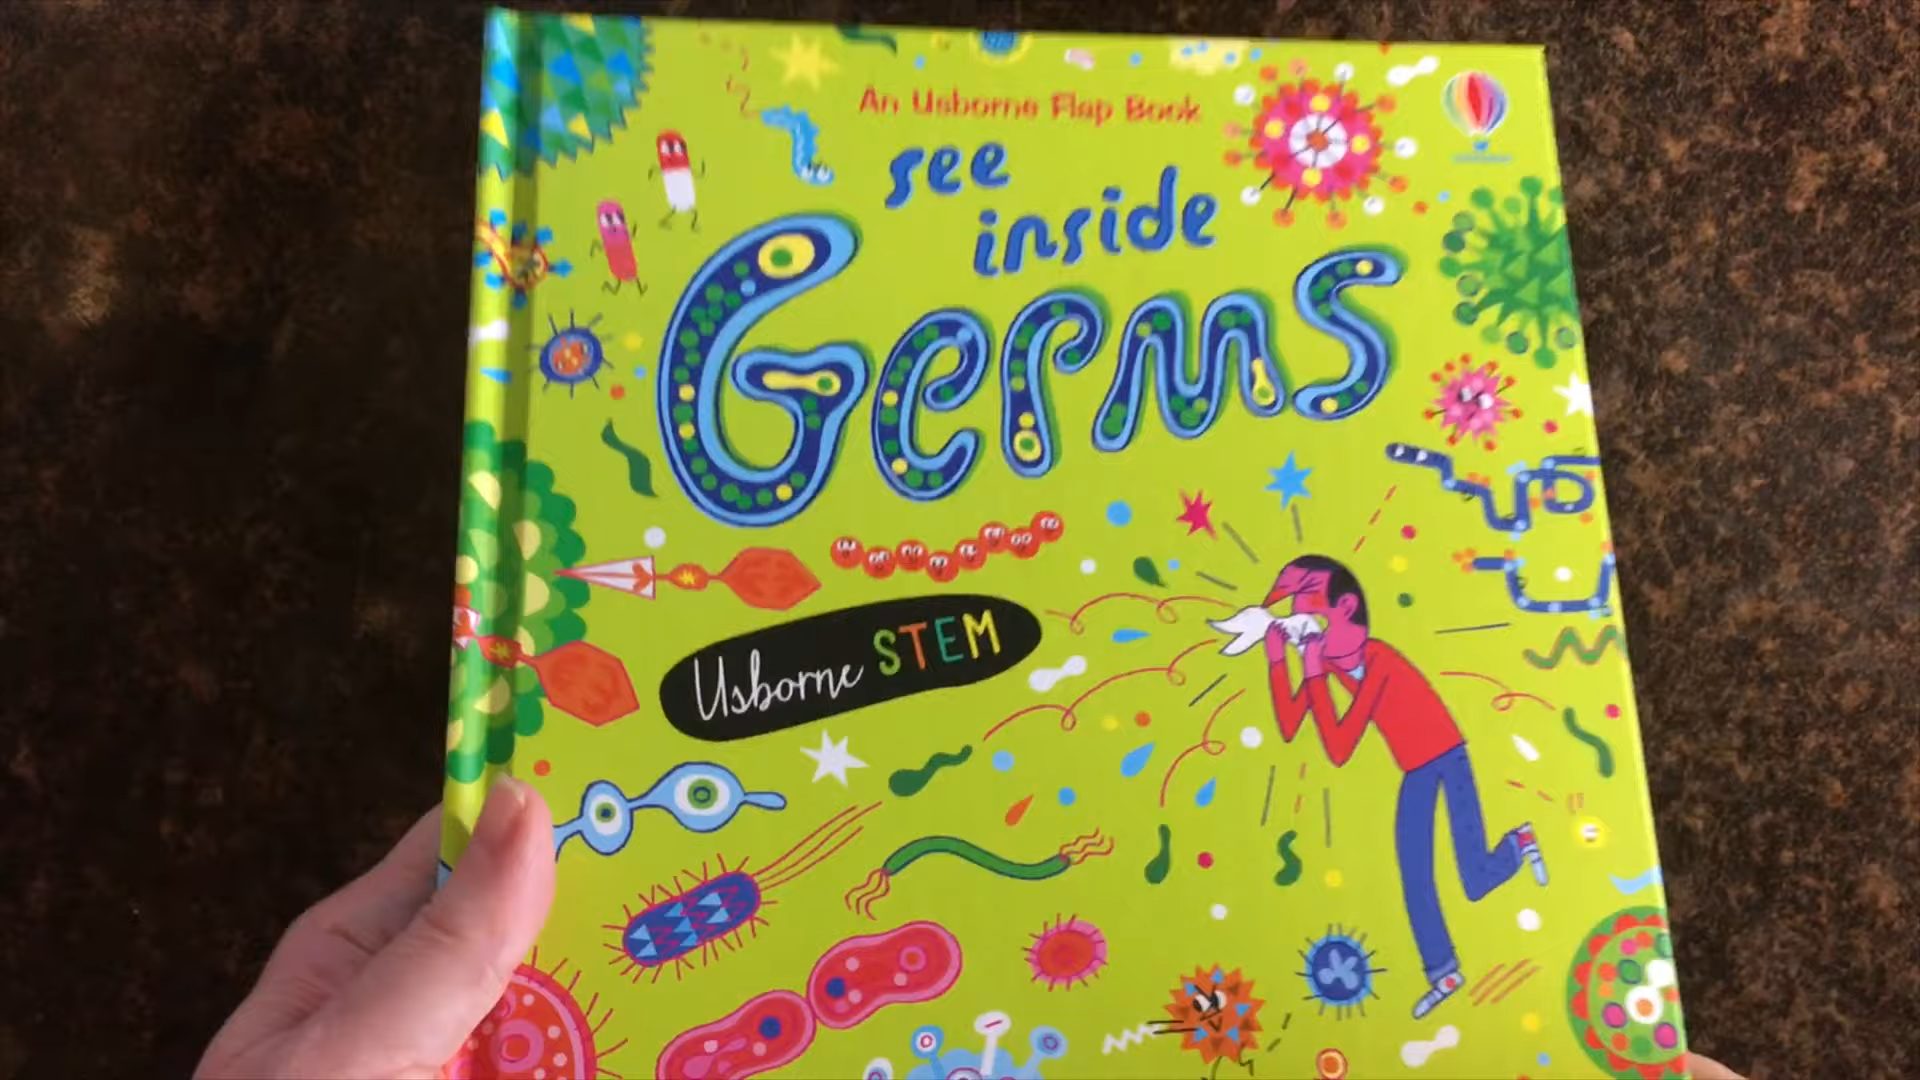 An Usborne Flap Book
see
inside
Germs
Usborne STEM